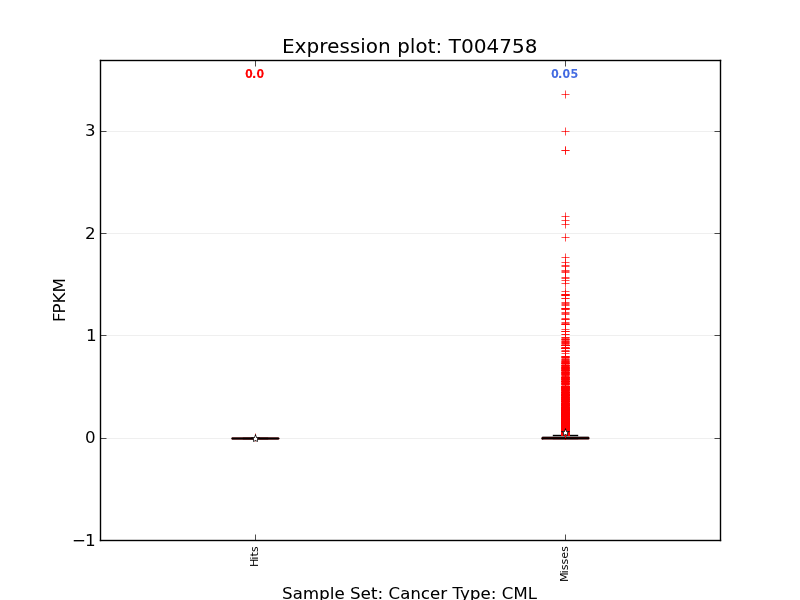 Expression plot: T004758
0.0
0.05
3
2
1
0
−1
FPKM
Hits
Misses
Sample Set: Cancer Type: CML